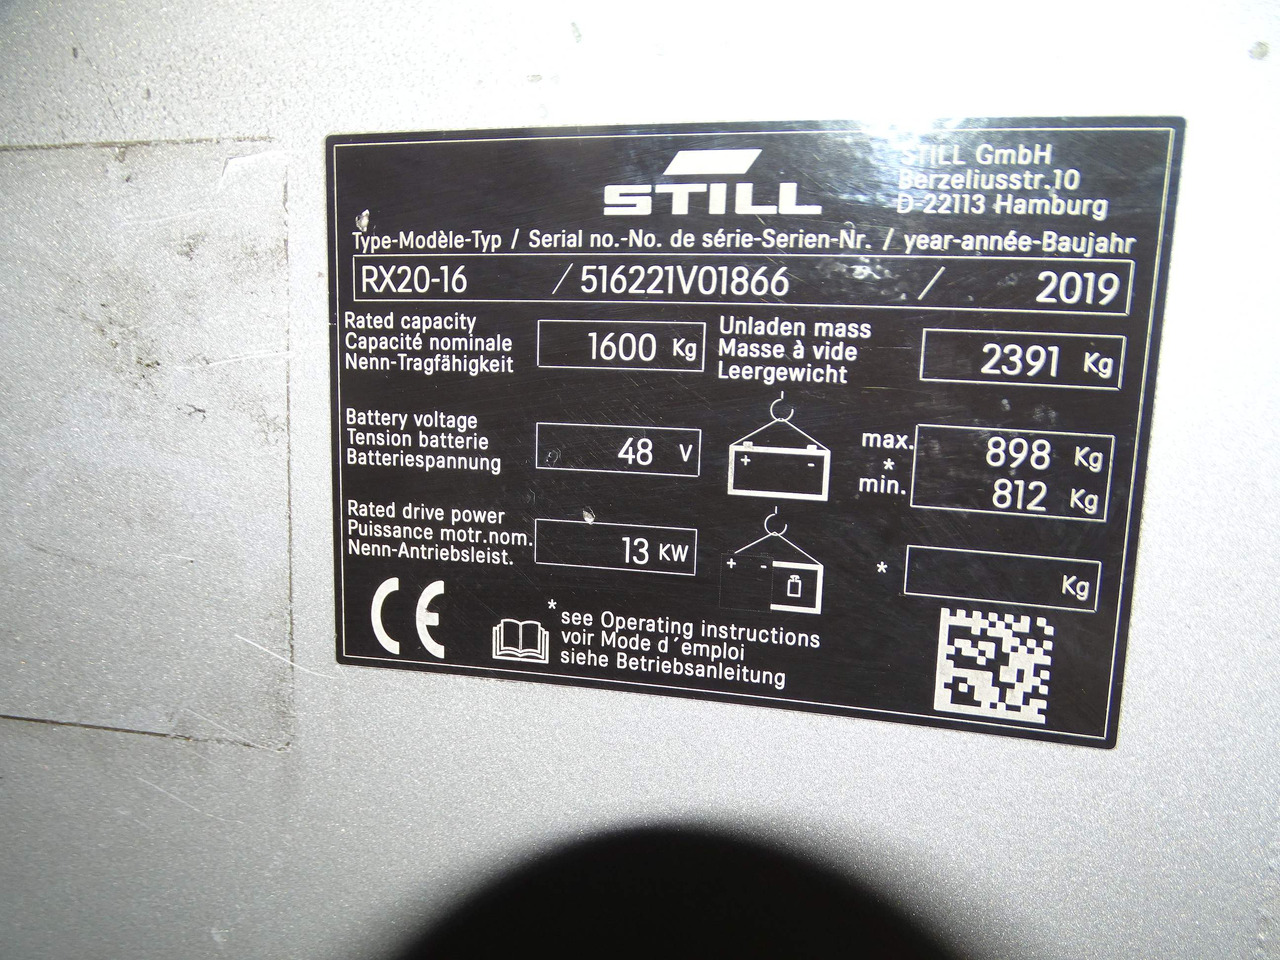 STILL
STILL GmbH
Berzeliusstr.10
D-22113 Hamburg
Type-Modèle-Typ / Serial no.-No. de série-Serien-Nr. / year-année-Baujahr
RX20-16 / 516221V01866 / 2019
Rated capacity
Capacité nominale
Nenn-Tragfähigkeit
1600 Kg
Unladen mass
Masse à vide
Leergewicht
2391 Kg
Battery voltage
Tension batterie
Batteriespannung
48 V
+ -
max. 898 Kg
*
min. 812 Kg
Rated drive power
Puissance motr.nom.
Nenn-Antriebsleist.
13 KW
+ -
* Kg
CE
* see Operating instructions
voir Mode d´emploi
siehe Betriebsanleitung